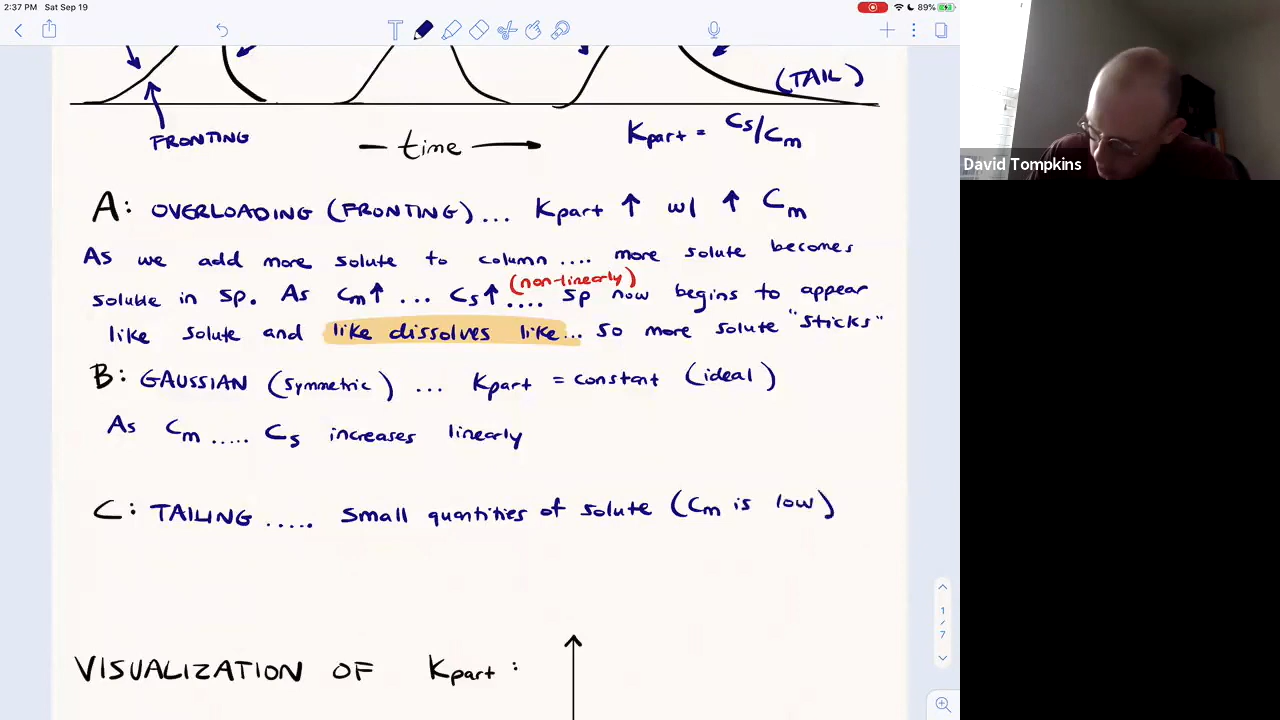 2:37 PM Sat Sep 19
89%
(TAIL)
FRONTING
time
Kpart = Cs/Cm
David Tompkins
A: OVERLOADING (FRONTING)... Kpart ↑ w/ ↑ Cm
As we add more solute to column .... more solute becomes
(non-linearly)
soluble in sp. As Cm↑ ... Cs↑ .... sp now begins to appear
like solute and like dissolves like... so more solute "sticks"
B: GAUSSIAN (symmetric) ... Kpart = constant (ideal)
As Cm ..... Cs increases linearly
C: TAILING ..... Small quantities of solute (Cm is low)
1
/
7
VISUALIZATION OF Kpart :